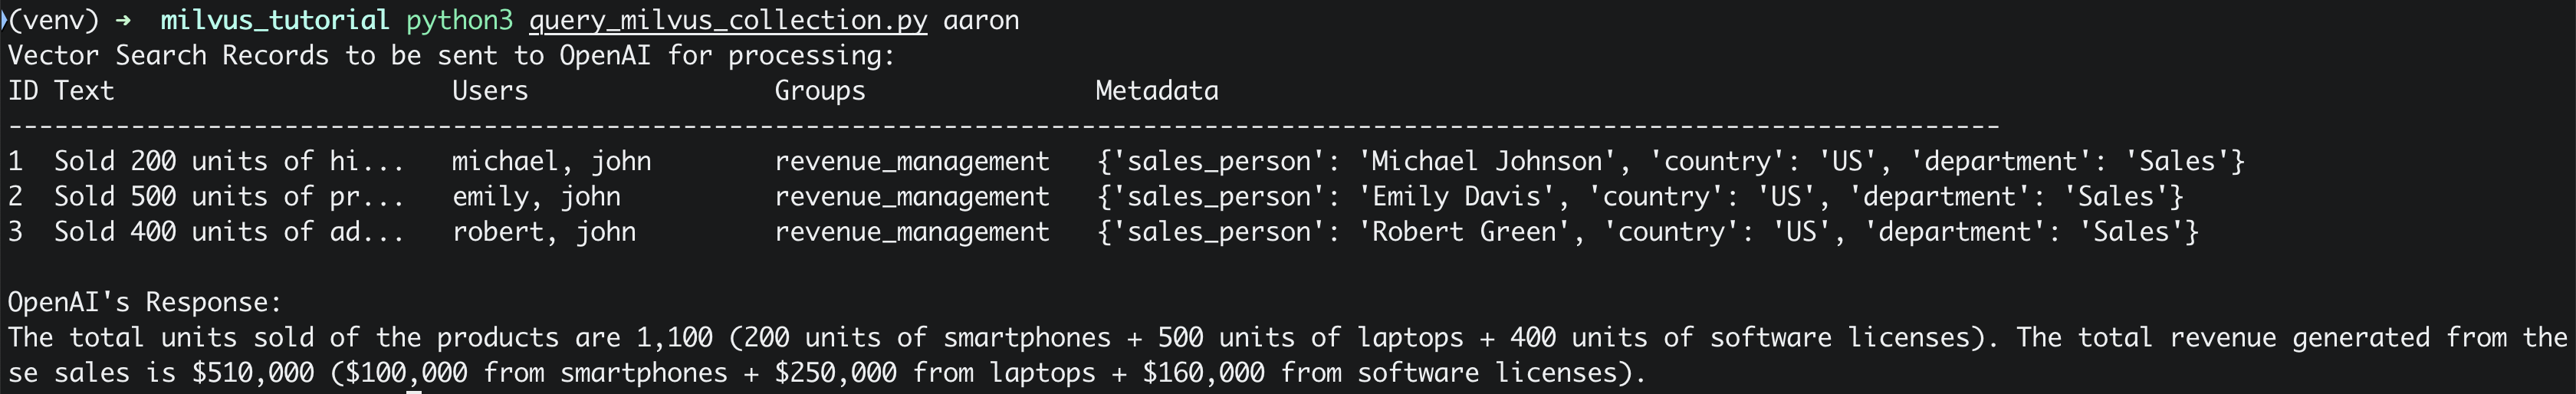 (venv) ➜  milvus_tutorial python3 query_milvus_collection.py aaron
Vector Search Records to be sent to OpenAI for processing:
ID Text                      Users                Groups               Metadata
----------------------------------------------------------------------------------------------------------------------------------
1  Sold 200 units of hi...   michael, john        revenue_management   {'sales_person': 'Michael Johnson', 'country': 'US', 'department': 'Sales'}
2  Sold 500 units of pr...   emily, john          revenue_management   {'sales_person': 'Emily Davis', 'country': 'US', 'department': 'Sales'}
3  Sold 400 units of ad...   robert, john         revenue_management   {'sales_person': 'Robert Green', 'country': 'US', 'department': 'Sales'}
OpenAI's Response:
The total units sold of the products are 1,100 (200 units of smartphones + 500 units of laptops + 400 units of software licenses). The total revenue generated from the
se sales is $510,000 ($100,000 from smartphones + $250,000 from laptops + $160,000 from software licenses).